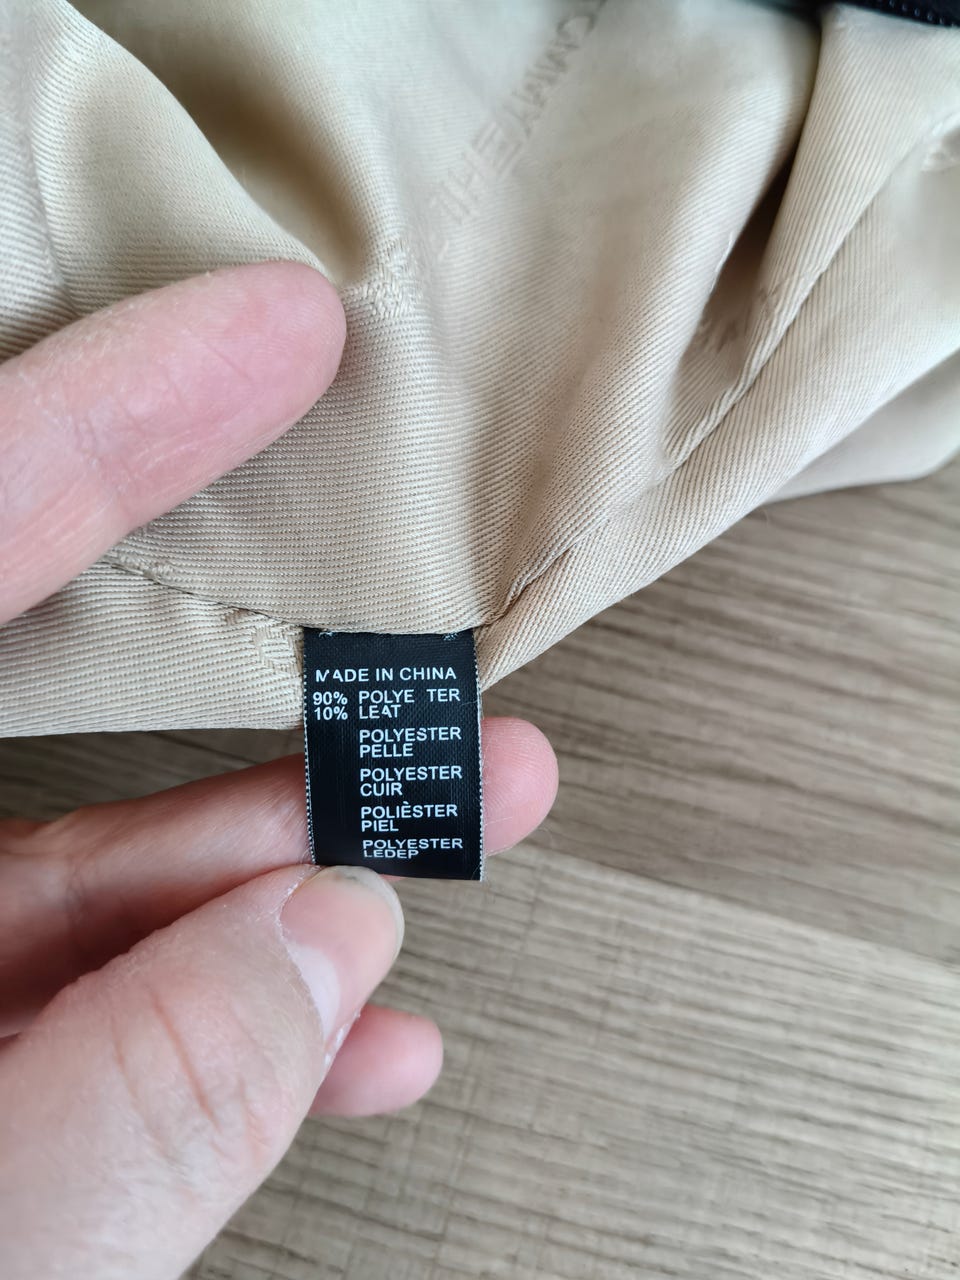 MADE IN CHINA
90% POLYE TER
10% LEAT
POLYESTER
PELLE
POLYESTER
CUIR
POLIÈSTER
PIEL
POLYESTER
LEDEP